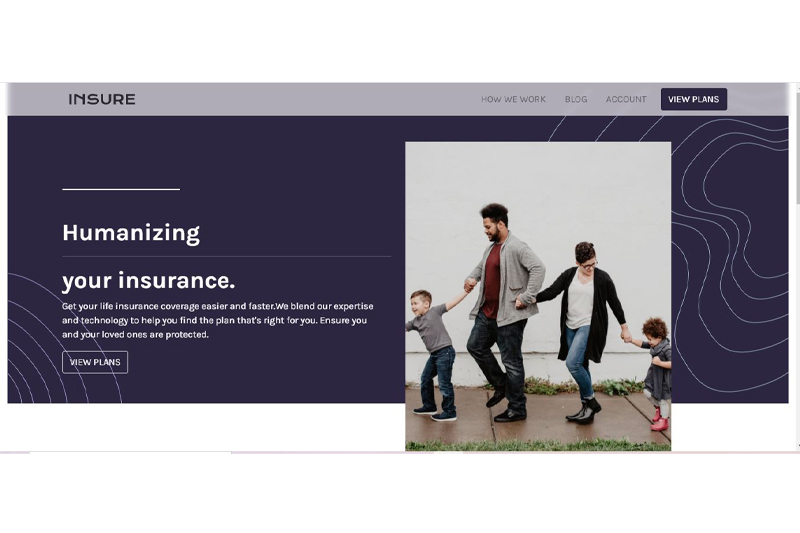 INSURE
HOW WE WORK BLOG ACCOUNT VIEW PLANS
Humanizing
your insurance.
Get your life insurance coverage easier and faster.We blend our expertise
and technology to help you find the plan that's right for you. Ensure you
and your loved ones are protected.
VIEW PLANS